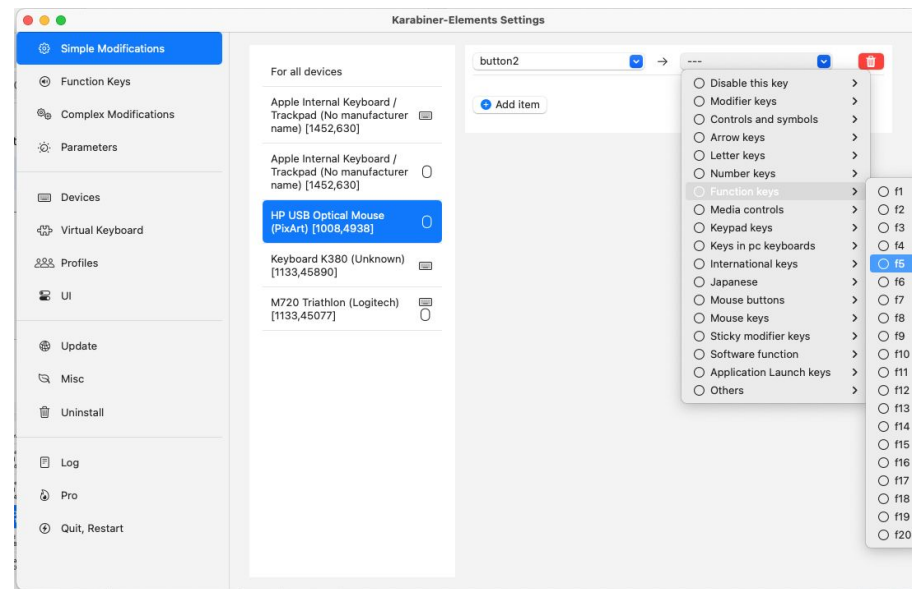 Karabiner-Elements Settings
Simple Modifications
Function Keys
Complex Modifications
Parameters
Devices
Virtual Keyboard
Profiles
UI
Update
Misc
Uninstall
Log
Pro
Quit, Restart
For all devices
Apple Internal Keyboard /
Trackpad (No manufacturer
name) [1452,630]
Apple Internal Keyboard /
Trackpad (No manufacturer
name) [1452,630]
HP USB Optical Mouse
(PixArt) [1008,4938]
Keyboard K380 (Unknown)
[1133,45890]
M720 Triathlon (Logitech)
[1133,45077]
button2 → ---
Add item
Disable this key
Modifier keys
Controls and symbols
Arrow keys
Letter keys
Number keys
Function keys
Media controls
Keypad keys
Keys in pc keyboards
International keys
Japanese
Mouse buttons
Mouse keys
Sticky modifier keys
Software function
Application Launch keys
Others
f1
f2
f3
f4
f5
f6
f7
f8
f9
f10
f11
f12
f13
f14
f15
f16
f17
f18
f19
f20